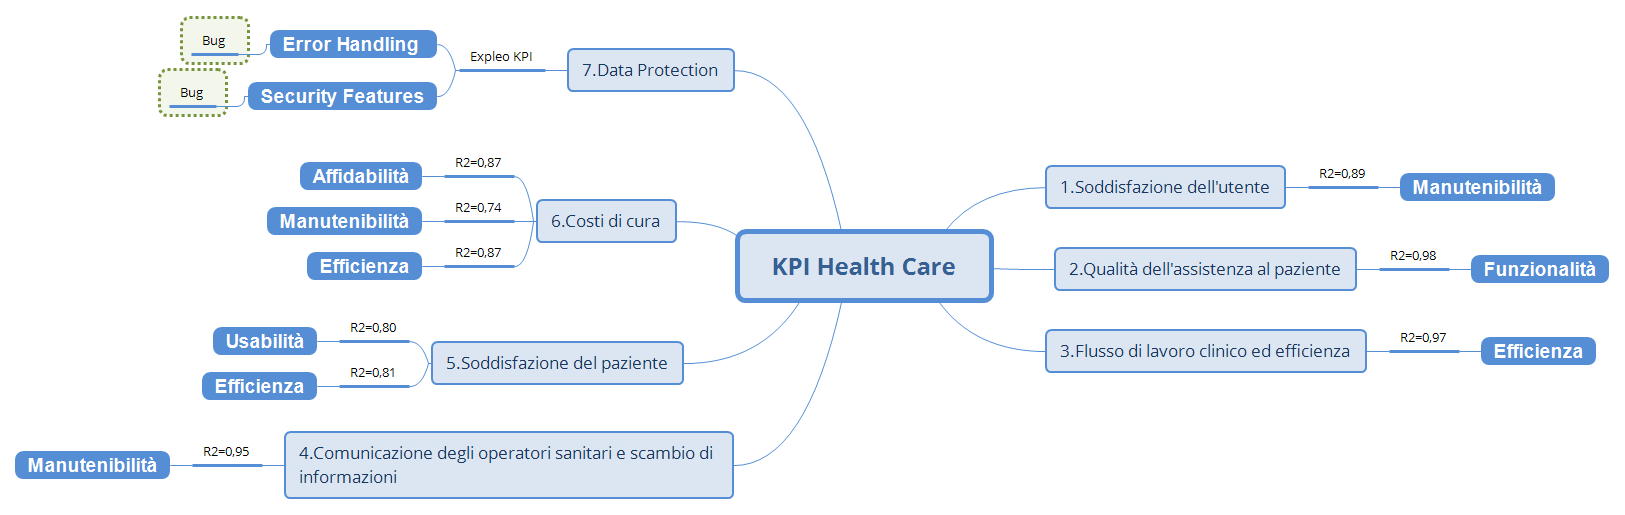 KPI Health Care
1.Soddisfazione dell'utente
R2=0,89
Manutenibilità
2.Qualità dell'assistenza al paziente
R2=0,98
Funzionalità
3.Flusso di lavoro clinico ed efficienza
R2=0,97
Efficienza
4.Comunicazione degli operatori sanitari e scambio di
informazioni
R2=0,95
Manutenibilità
5.Soddisfazione del paziente
R2=0,80
Usabilità
R2=0,81
Efficienza
6.Costi di cura
R2=0,87
Affidabilità
R2=0,74
Manutenibilità
R2=0,87
Efficienza
7.Data Protection
Expleo KPI
Error Handling
Bug
Security Features
Bug